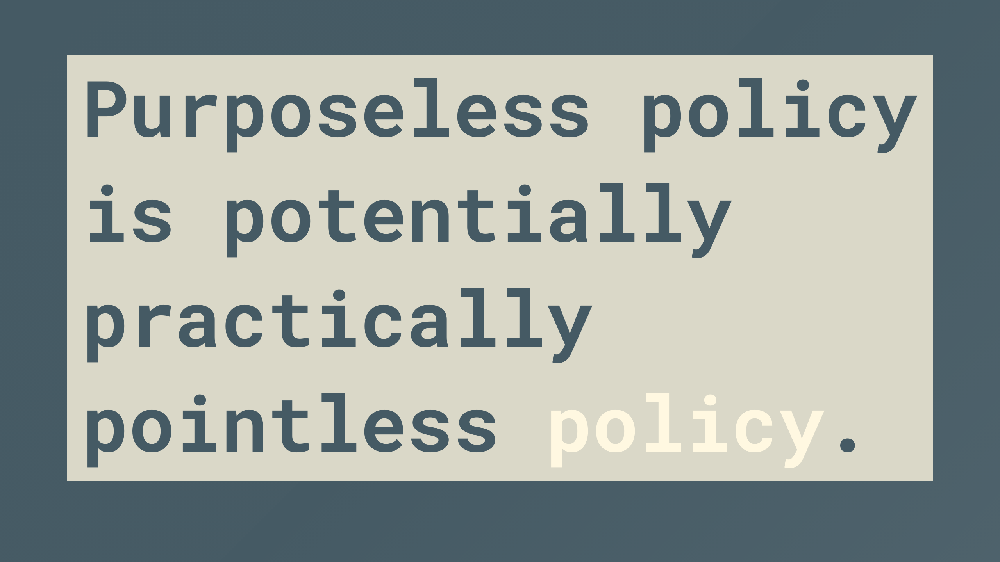 Purposeless policy
is potentially
practically
pointless policy.